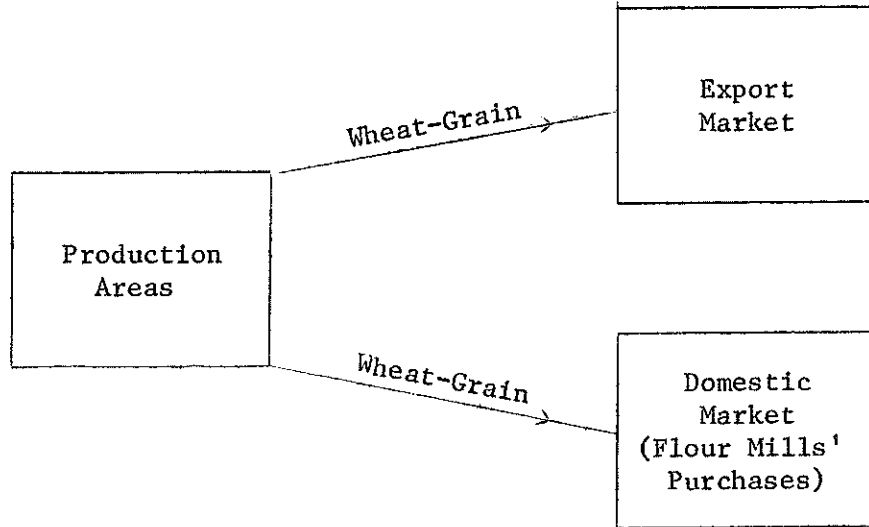 Export
Market
Wheat-Grain
Production
Areas
Wheat-Grain
Domestic
Market
(Flour Mills'
Purchases)